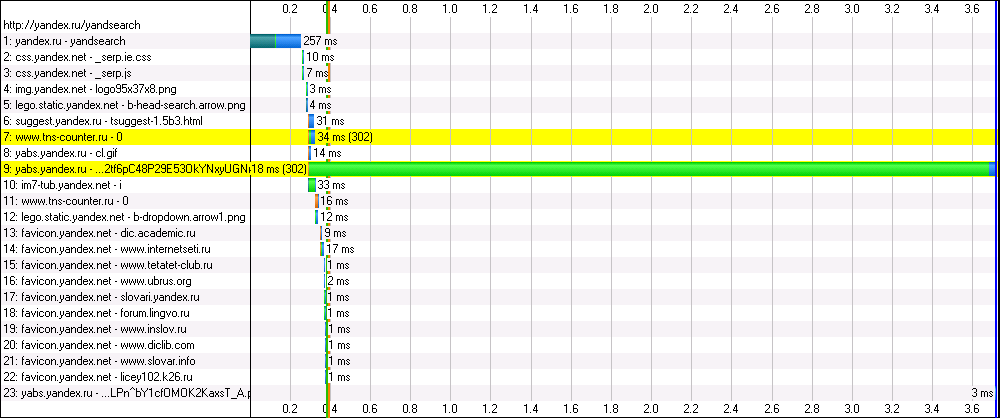 0.2 0.4 0.6 0.8 1.0 1.2 1.4 1.6 1.8 2.0 2.2 2.4 2.6 2.8 3.0 3.2 3.4 3.6
http://yandex.ru/yandsearch
1: yandex.ru - yandsearch 257 ms
2: css.yandex.net - _serp.ie.css 10 ms
3: css.yandex.net - _serp.js 7 ms
4: img.yandex.net - logo95x37x8.png 3 ms
5: lego.static.yandex.net - b-head-search.arrow.png 4 ms
6: suggest.yandex.ru - tsuggest-1.5b3.html 31 ms
7: www.tns-counter.ru - 0 34 ms (302)
8: yabs.yandex.ru - cl.gif 14 ms
9: yabs.yandex.ru - ...2tf6pC48P29E53OkYNxyUGN 18 ms (302)
10: im7-tub.yandex.net - i 33 ms
11: www.tns-counter.ru - 0 16 ms
12: lego.static.yandex.net - b-dropdown.arrow1.png 12 ms
13: favicon.yandex.net - dic.academic.ru 9 ms
14: favicon.yandex.net - www.internetseti.ru 17 ms
15: favicon.yandex.net - www.tetatet-club.ru 1 ms
16: favicon.yandex.net - www.ubrus.org 2 ms
17: favicon.yandex.net - slovari.yandex.ru 1 ms
18: favicon.yandex.net - forum.lingvo.ru 1 ms
19: favicon.yandex.net - www.inslov.ru 1 ms
20: favicon.yandex.net - www.diclib.com 1 ms
21: favicon.yandex.net - www.slovar.info 1 ms
22: favicon.yandex.net - licey102.k26.ru 1 ms
23: yabs.yandex.ru - ...LPn^bY1cfOMOK2KaxsT_A.p 3 ms
0.2 0.4 0.6 0.8 1.0 1.2 1.4 1.6 1.8 2.0 2.2 2.4 2.6 2.8 3.0 3.2 3.4 3.6